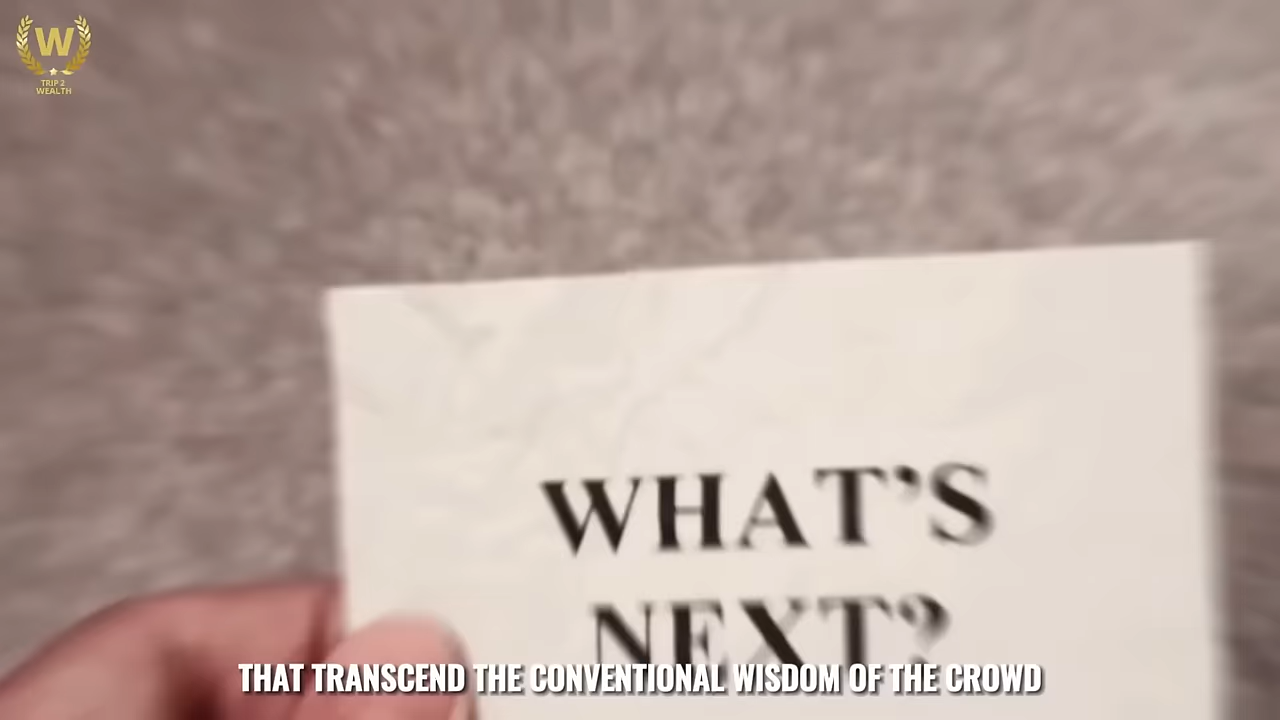 W
TRIP 2
WEALTH
WHAT'S
NEXT?
THAT TRANSCEND THE CONVENTIONAL WISDOM OF THE CROWD